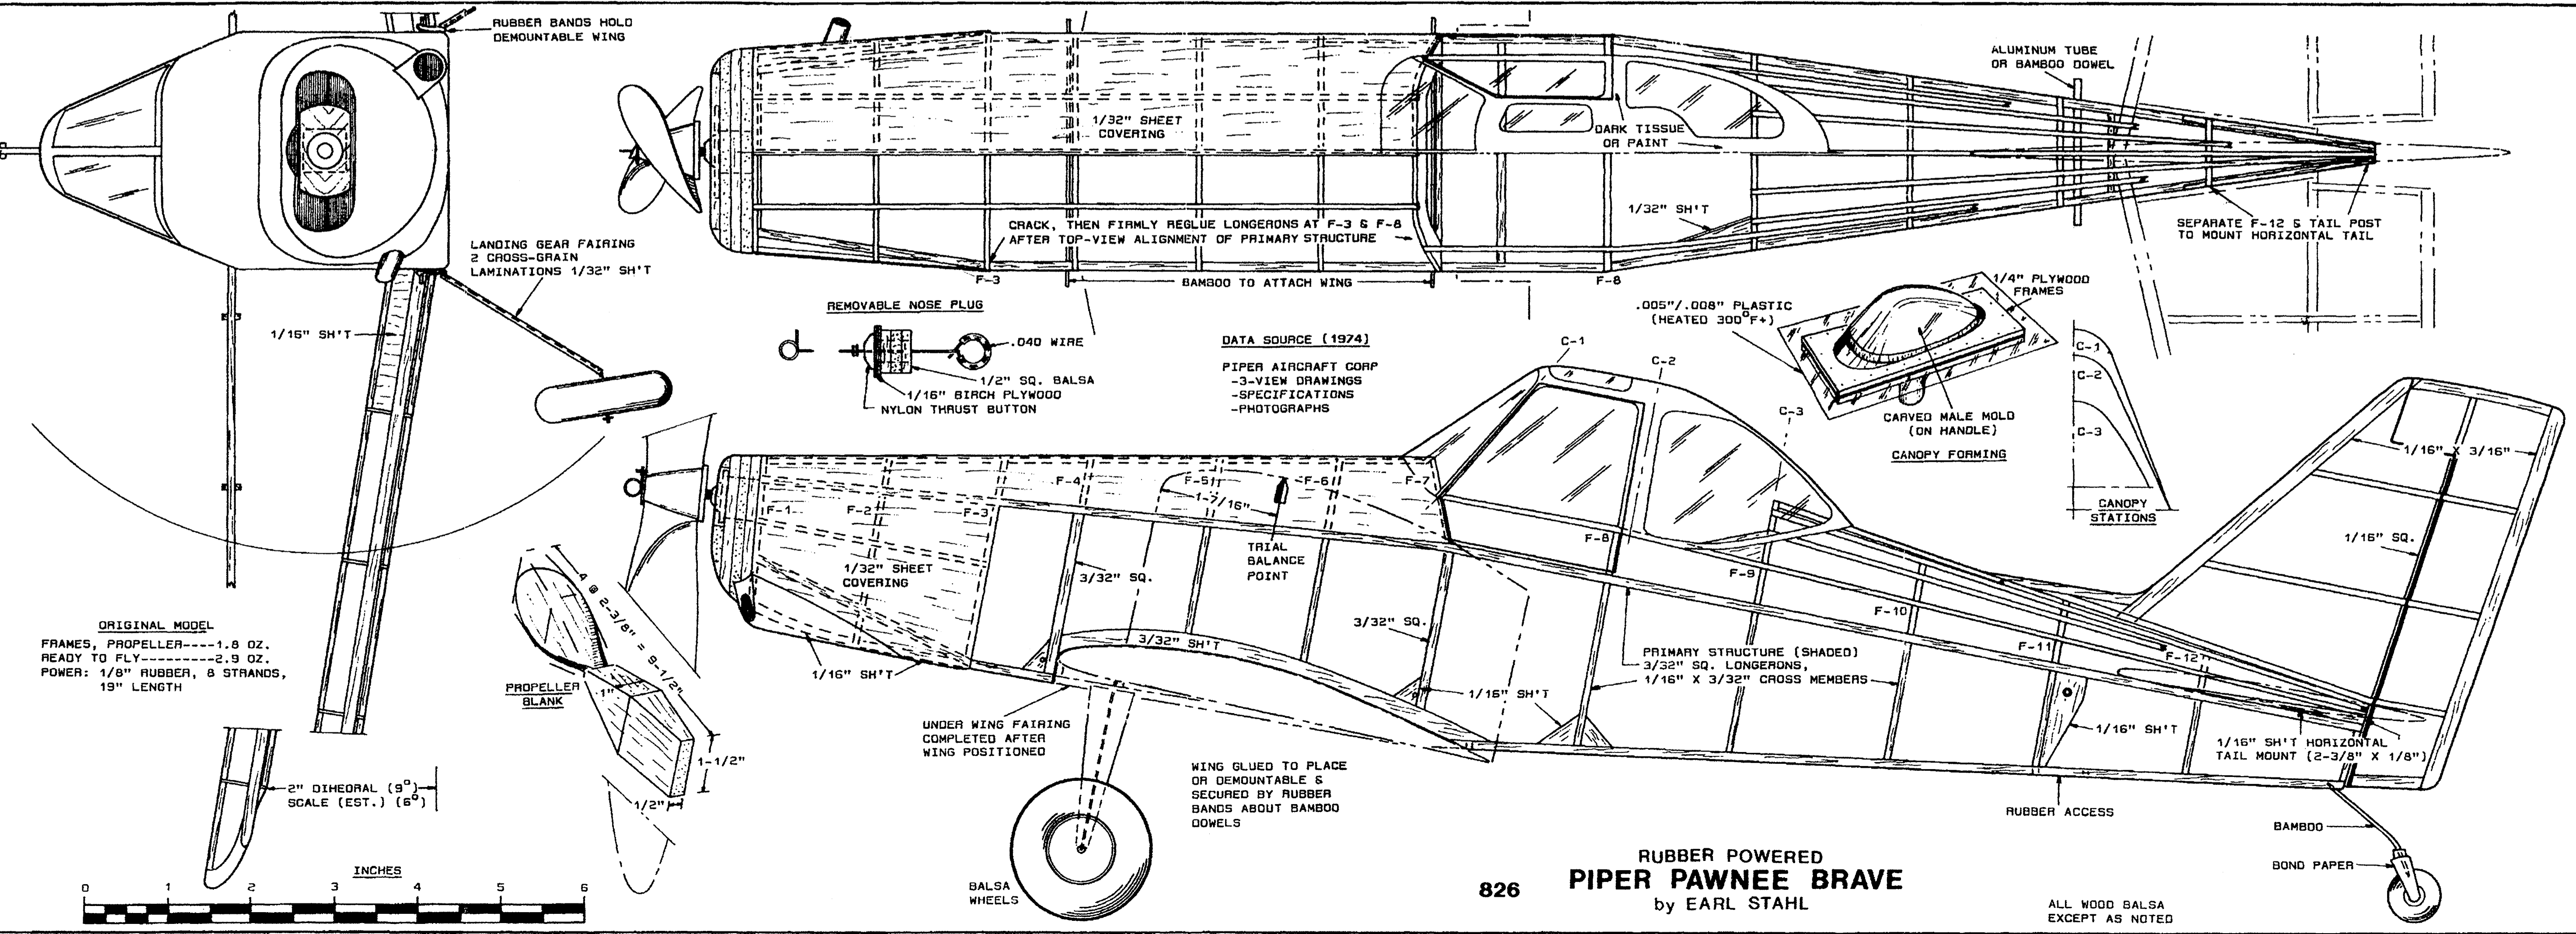 RUBBER BANDS HOLD
DEMOUNTABLE WING
LANDING GEAR FAIRING
2 CROSS-GRAIN
LAMINATIONS 1/32" SH'T
1/16" SH'T
ORIGINAL MODEL
FRAMES, PROPELLER----1.8 OZ.
READY TO FLY---------2.9 OZ.
POWER: 1/8" RUBBER, 8 STRANDS,
19" LENGTH
2" DIHEDRAL (9°)
SCALE (EST.) (6°)
INCHES
0 1 2 3 4 5 6
1/32" SHEET
COVERING
CRACK, THEN FIRMLY REGLUE LONGERONS AT F-3 & F-8
AFTER TOP-VIEW ALIGNMENT OF PRIMARY STRUCTURE
F-3
BAMBOO TO ATTACH WING
F-8
DARK TISSUE
OR PAINT
1/32" SH'T
ALUMINUM TUBE
OR BAMBOO DOWEL
SEPARATE F-12 & TAIL POST
TO MOUNT HORIZONTAL TAIL
REMOVABLE NOSE PLUG
.040 WIRE
1/2" SQ. BALSA
1/16" BIRCH PLYWOOD
NYLON THRUST BUTTON
DATA SOURCE (1974)
PIPER AIRCRAFT CORP
-3-VIEW DRAWINGS
-SPECIFICATIONS
-PHOTOGRAPHS
1/4" PLYWOOD
FRAMES
.005"/.008" PLASTIC
(HEATED 300°F+)
CARVED MALE MOLD
(ON HANDLE)
CANOPY FORMING
C-1
C-2
C-3
CANOPY
STATIONS
C-1
C-2
C-3
F-1
F-2
F-3
F-4
F-5
F-6
F-7
1-7/16"
TRIAL
BALANCE
POINT
1/32" SHEET
COVERING
3/32" SQ.
3/32" SQ.
3/32" SH'T
1/16" SH'T
1/16" SH'T
F-8
F-9
F-10
F-11
F-12
PRIMARY STRUCTURE (SHADED)
3/32" SQ. LONGERONS,
1/16" X 3/32" CROSS MEMBERS
1/16" X 3/16"
1/16" SQ.
1/16" SH'T
1/16" SH'T HORIZONTAL
TAIL MOUNT (2-3/8" X 1/8")
4 @ 2-3/8" = 9-1/2"
1"
PROPELLER
BLANK
1-1/2"
1/2"
UNDER WING FAIRING
COMPLETED AFTER
WING POSITIONED
WING GLUED TO PLACE
OR DEMOUNTABLE &
SECURED BY RUBBER
BANDS ABOUT BAMBOO
DOWELS
BALSA
WHEELS
RUBBER ACCESS
BAMBOO
BOND PAPER
826
RUBBER POWERED
PIPER PAWNEE BRAVE
by EARL STAHL
ALL WOOD BALSA
EXCEPT AS NOTED